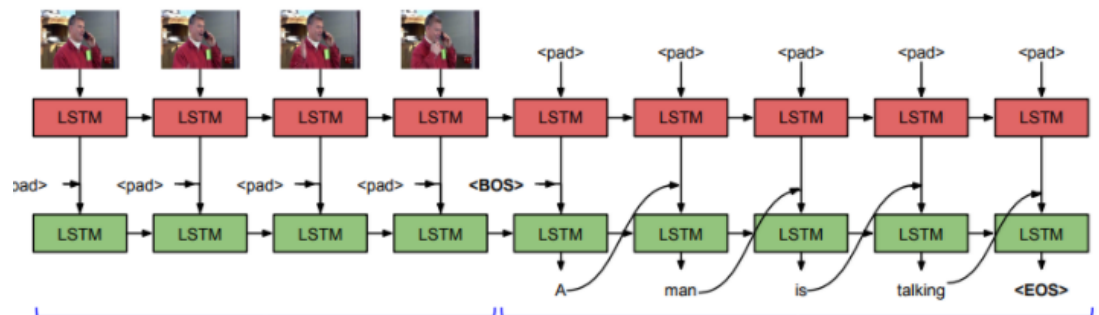 <pad> <pad> <pad> <pad> <pad>
LSTM LSTM LSTM LSTM LSTM LSTM LSTM LSTM LSTM
pad> <pad> <pad> <pad> <BOS>
LSTM LSTM LSTM LSTM LSTM LSTM LSTM LSTM LSTM
A man is talking <EOS>